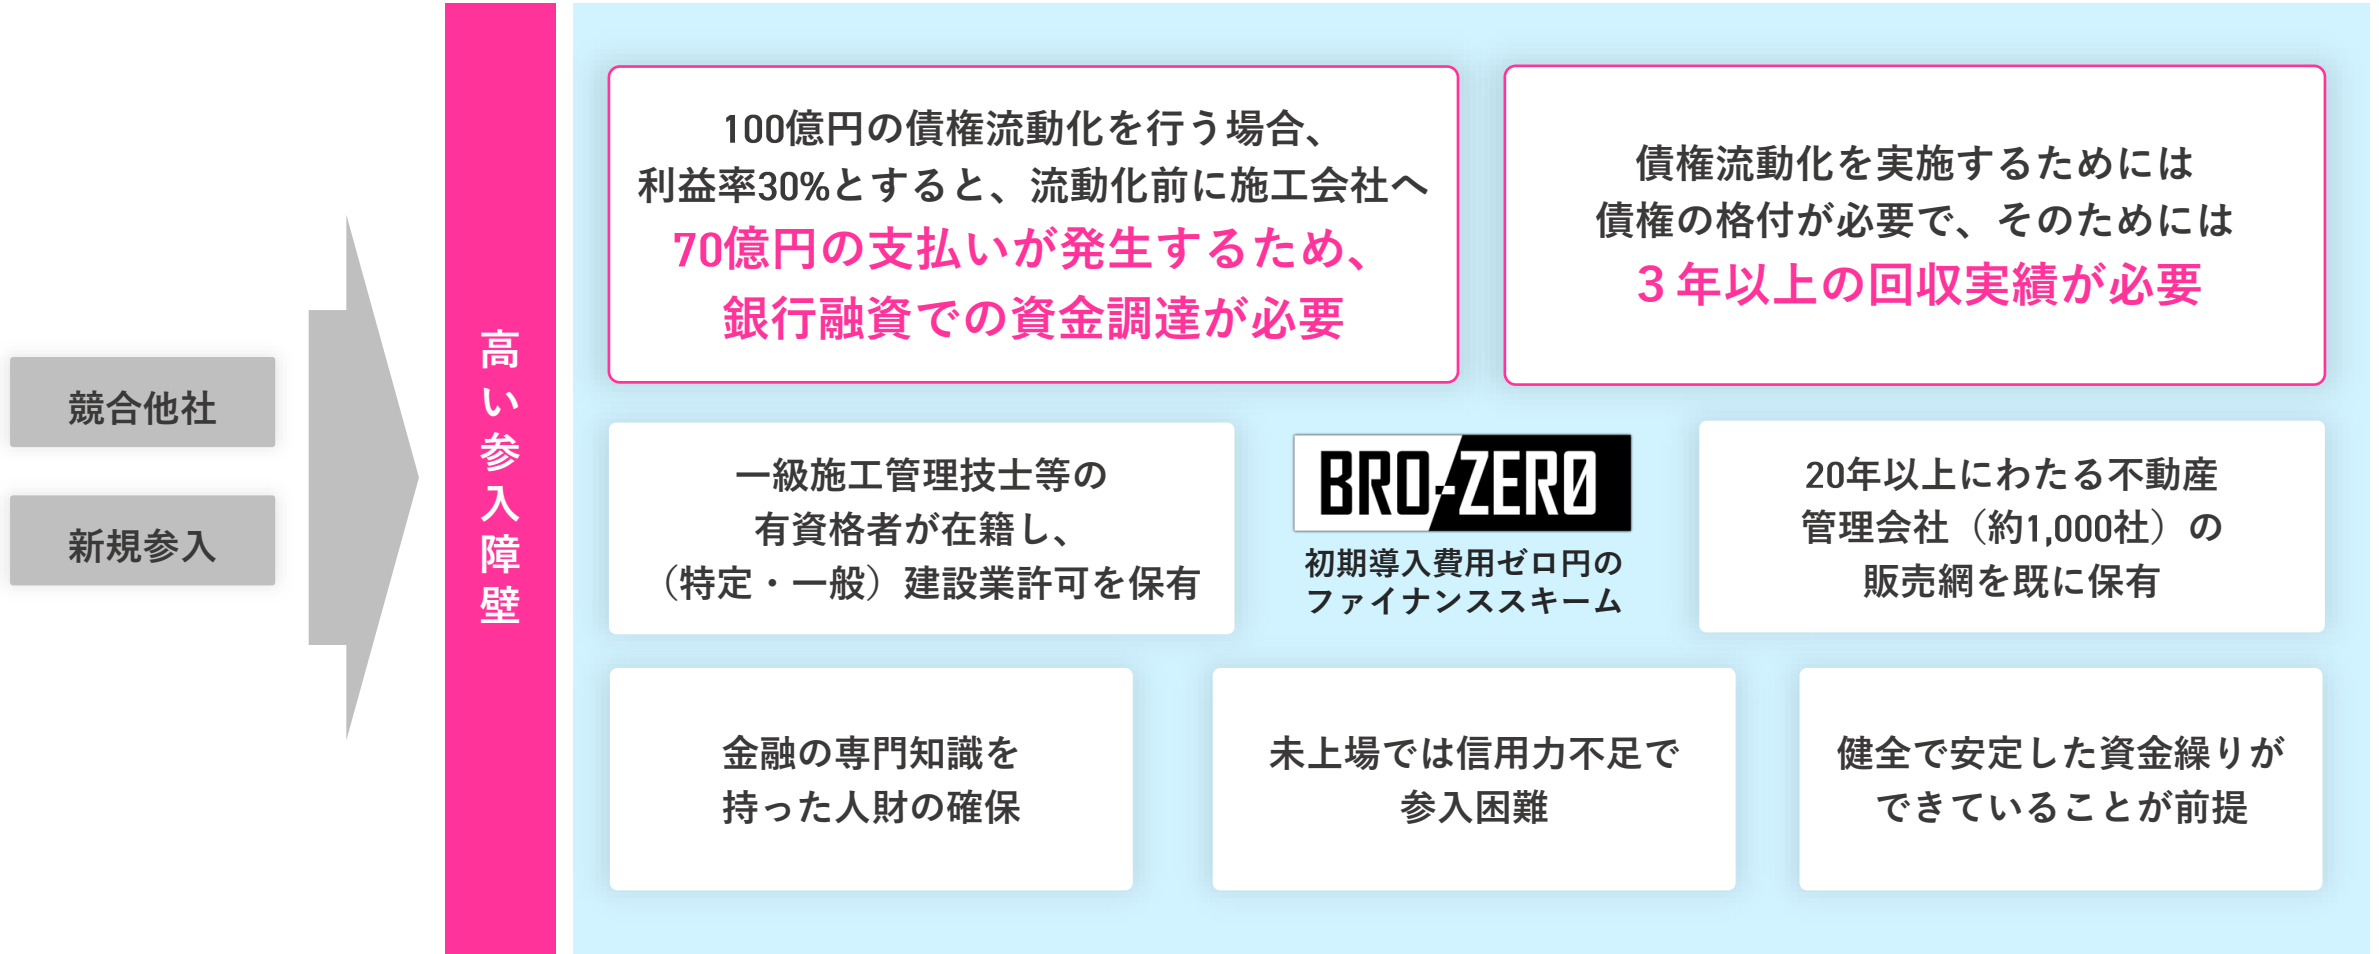 競合他社
新規参入
高い参入障壁
100億円の債権流動化を行う場合、
利益率30%とすると、流動化前に施工会社へ
70億円の支払いが発生するため、
銀行融資での資金調達が必要
債権流動化を実施するためには
債権の格付が必要で、そのためには
３年以上の回収実績が必要
一級施工管理技士等の
有資格者が在籍し、
（特定・一般）建設業許可を保有
BRO-ZERO
初期導入費用ゼロ円の
ファイナンススキーム
20年以上にわたる不動産
管理会社（約1,000社）の
販売網を既に保有
金融の専門知識を
持った人財の確保
未上場では信用力不足で
参入困難
健全で安定した資金繰りが
できていることが前提